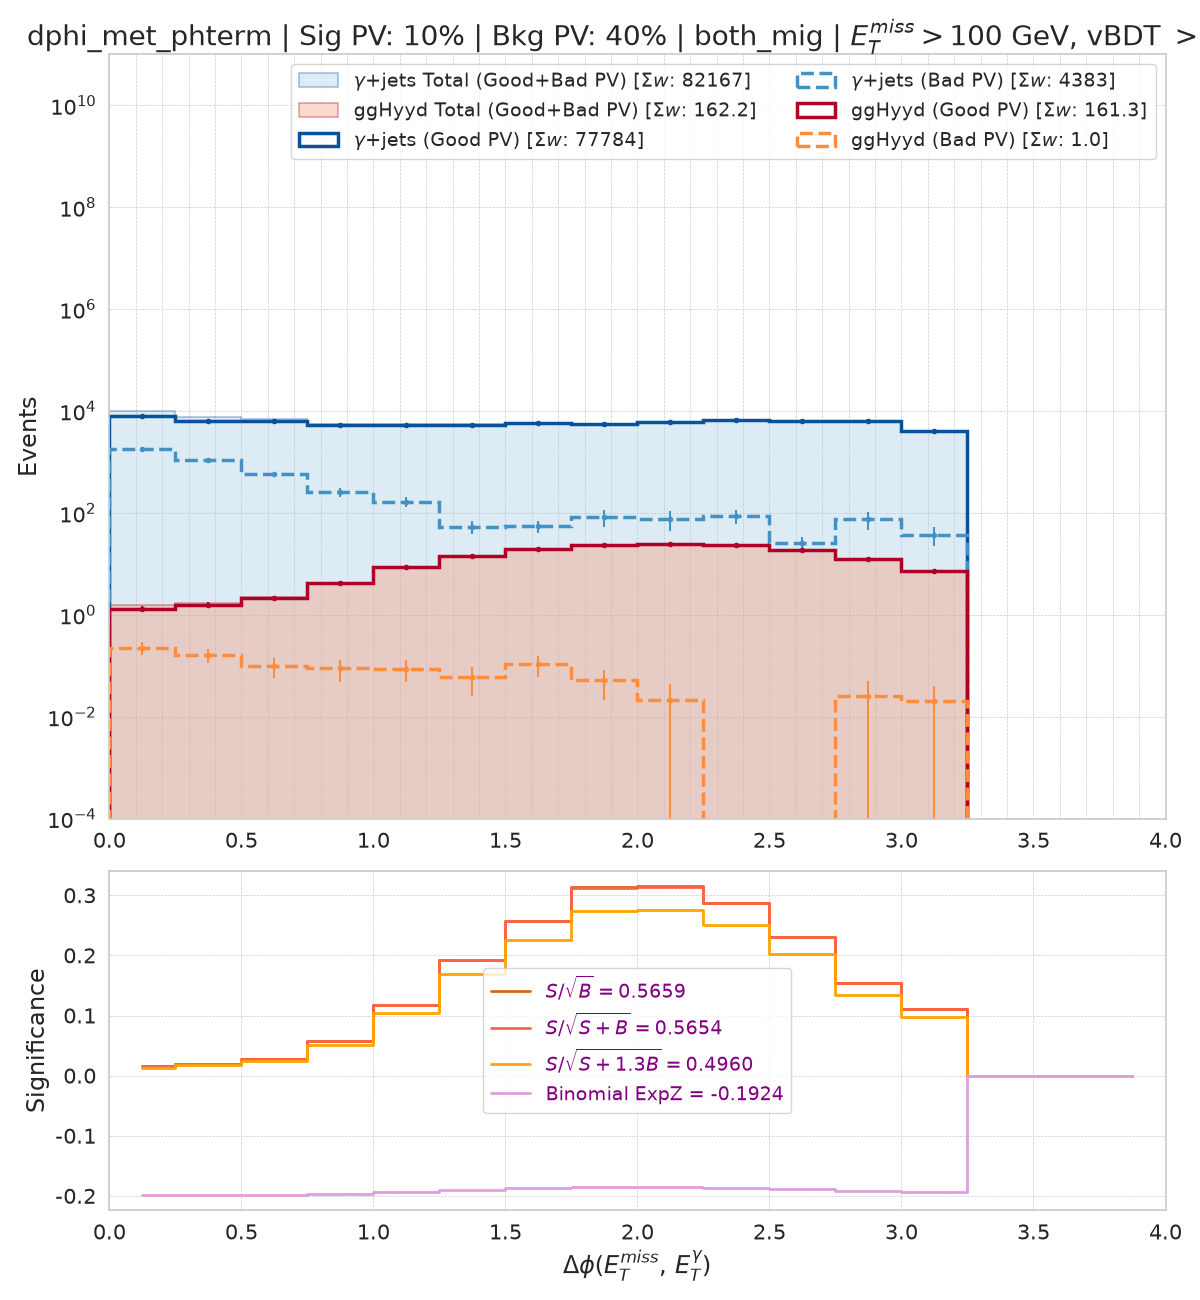 dphi_met_phterm | Sig PV: 10% | Bkg PV: 40% | both_mig | $E_T^{miss}$ > 100 GeV, vBDT >
γ+jets Total (Good+Bad PV) [Σw: 82167]
ggHyyd Total (Good+Bad PV) [Σw: 162.2]
γ+jets (Good PV) [Σw: 77784]
γ+jets (Bad PV) [Σw: 4383]
ggHyyd (Good PV) [Σw: 161.3]
ggHyyd (Bad PV) [Σw: 1.0]
Events
10^{10}
10^8
10^6
10^4
10^2
10^0
10^{-2}
10^{-4}
0.0 0.5 1.0 1.5 2.0 2.5 3.0 3.5 4.0
Significance
0.3
0.2
0.1
0.0
-0.1
-0.2
$S/\sqrt{B}$ = 0.5659
$S/\sqrt{S+B}$ = 0.5654
$S/\sqrt{S+1.3B}$ = 0.4960
Binomial ExpZ = -0.1924
0.0 0.5 1.0 1.5 2.0 2.5 3.0 3.5 4.0
$\Delta\phi(E_T^{miss}, E_T^{\gamma})$